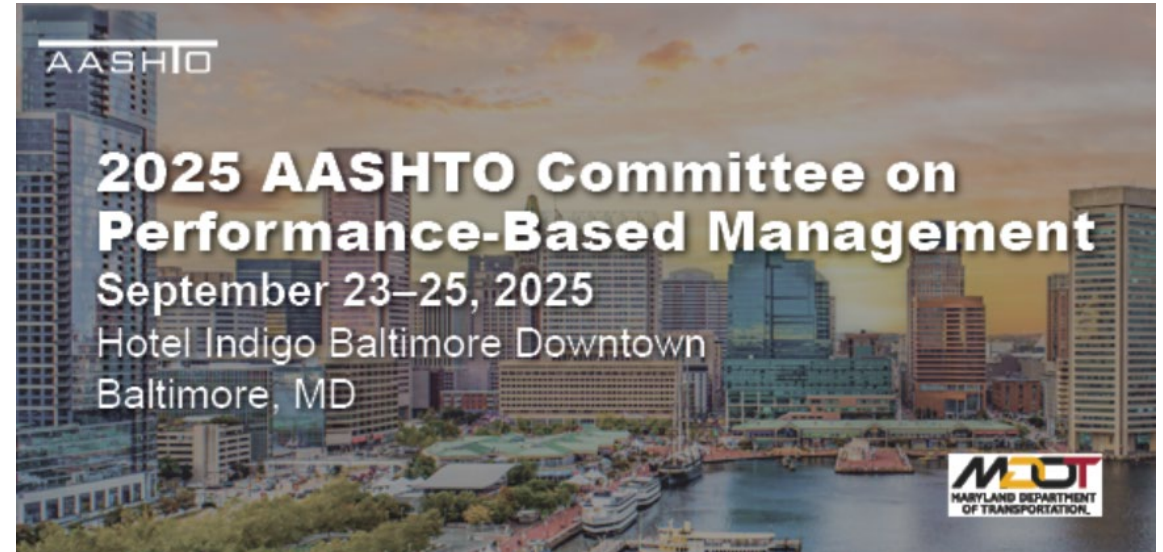 AASHTO
2025 AASHTO Committee on
Performance-Based Management
September 23–25, 2025
Hotel Indigo Baltimore Downtown
Baltimore, MD
MDOT
MARYLAND DEPARTMENT
OF TRANSPORTATION